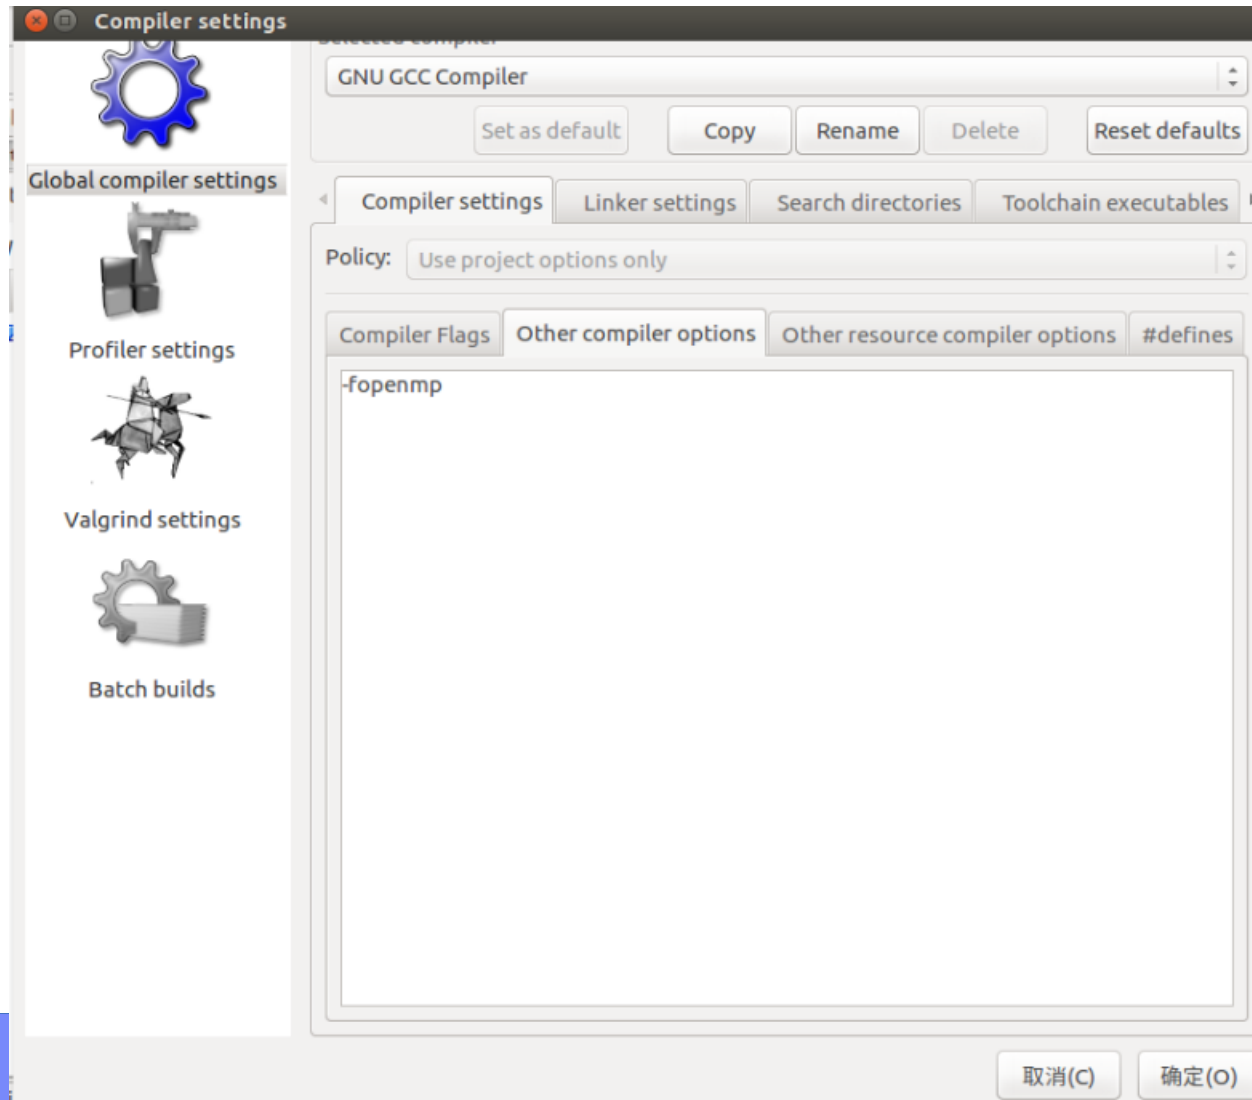 Compiler settings
Selected compiler
GNU GCC Compiler
Set as default Copy Rename Delete Reset defaults
Global compiler settings
Compiler settings Linker settings Search directories Toolchain executables
Policy: Use project options only
Compiler Flags Other compiler options Other resource compiler options #defines
-fopenmp
Profiler settings
Valgrind settings
Batch builds
取消(C) 确定(O)